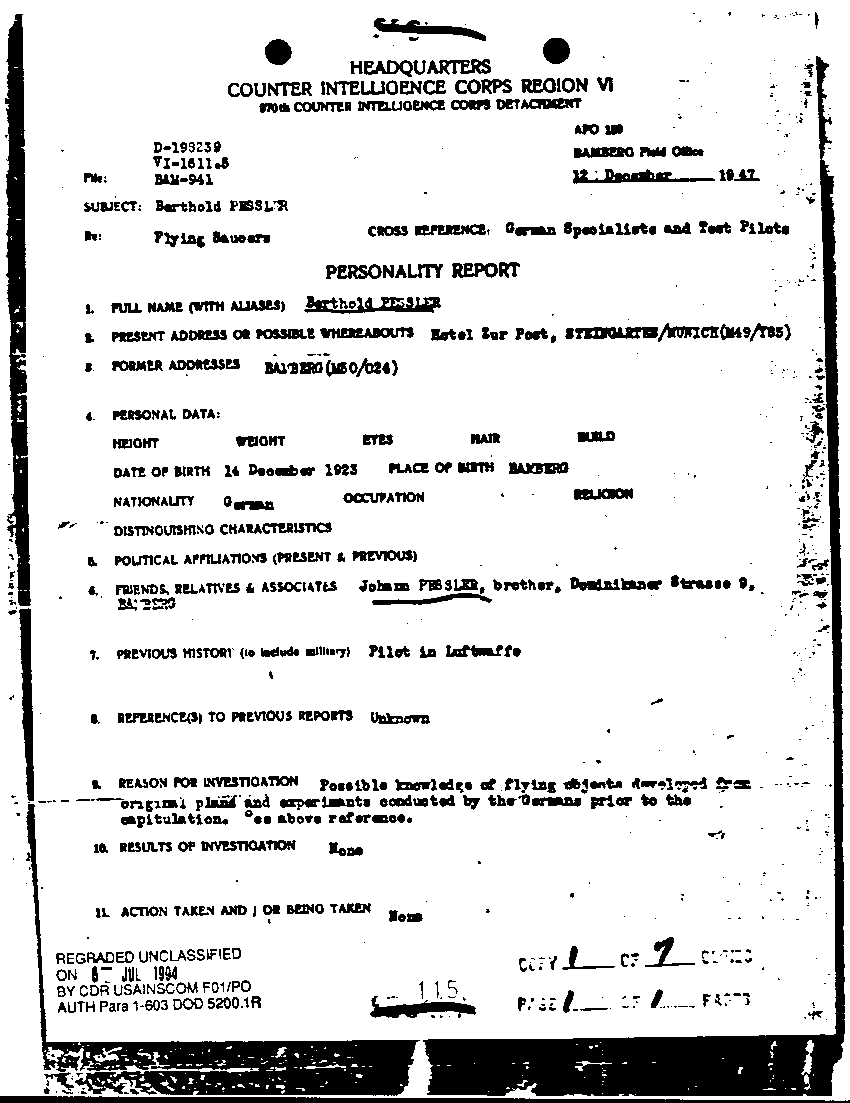 HEADQUARTERS
COUNTER INTELLIGENCE CORPS REGION VI
970th COUNTER INTELLIGENCE CORPS DETACHMENT
APO 139
D-193239
VI-1611.5
BAMBERG Field Office
File: BAM-941
12 December 1947
SUBJECT: Berthold PESSLER
Re: Flying Saucers CROSS REFERENCE: German Specialists and Test Pilots
PERSONALITY REPORT
1. FULL NAME (WITH ALIASES) Berthold PESSLER
2. PRESENT ADDRESS OR POSSIBLE WHEREABOUTS Hotel Zur Post, STEINGARTEN/MUNICH(M49/T85)
3. FORMER ADDRESSES BAMBERG(M50/O24)
4. PERSONAL DATA:
HEIGHT WEIGHT EYES HAIR BUILD
DATE OF BIRTH 14 December 1923 PLACE OF BIRTH BAMBERG
NATIONALITY German OCCUPATION RELIGION
DISTINGUISHING CHARACTERISTICS
5. POLITICAL AFFILIATIONS (PRESENT & PREVIOUS)
6. FRIENDS, RELATIVES & ASSOCIATES Johann PESSLER, brother, Dominikaner Strasse 9,
BAMBERG
7. PREVIOUS HISTORY (to include military) Pilot in Luftwaffe
8. REFERENCE(S) TO PREVIOUS REPORTS Unknown
9. REASON FOR INVESTIGATION Possible knowledge of flying objects developed from
original plans and experiments conducted by the Germans prior to the
capitulation. See above reference.
10. RESULTS OF INVESTIGATION None
11. ACTION TAKEN AND / OR BEING TAKEN None
REGRADED UNCLASSIFIED
ON 6 JUL 1994
BY CDR USAINSCOM F01/PO
AUTH Para 1-603 DOD 5200.1R
COPY 1 OF 7 COPIES
115
PAGE 1 OF 1 PAGES